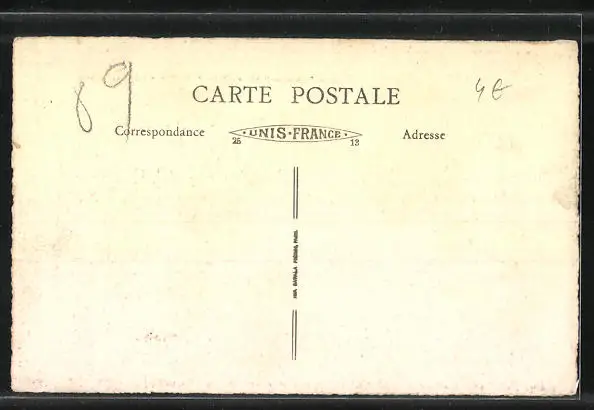 89
CARTE POSTALE
4€
Correspondance
• UNIS • FRANCE •
Adresse
25
13